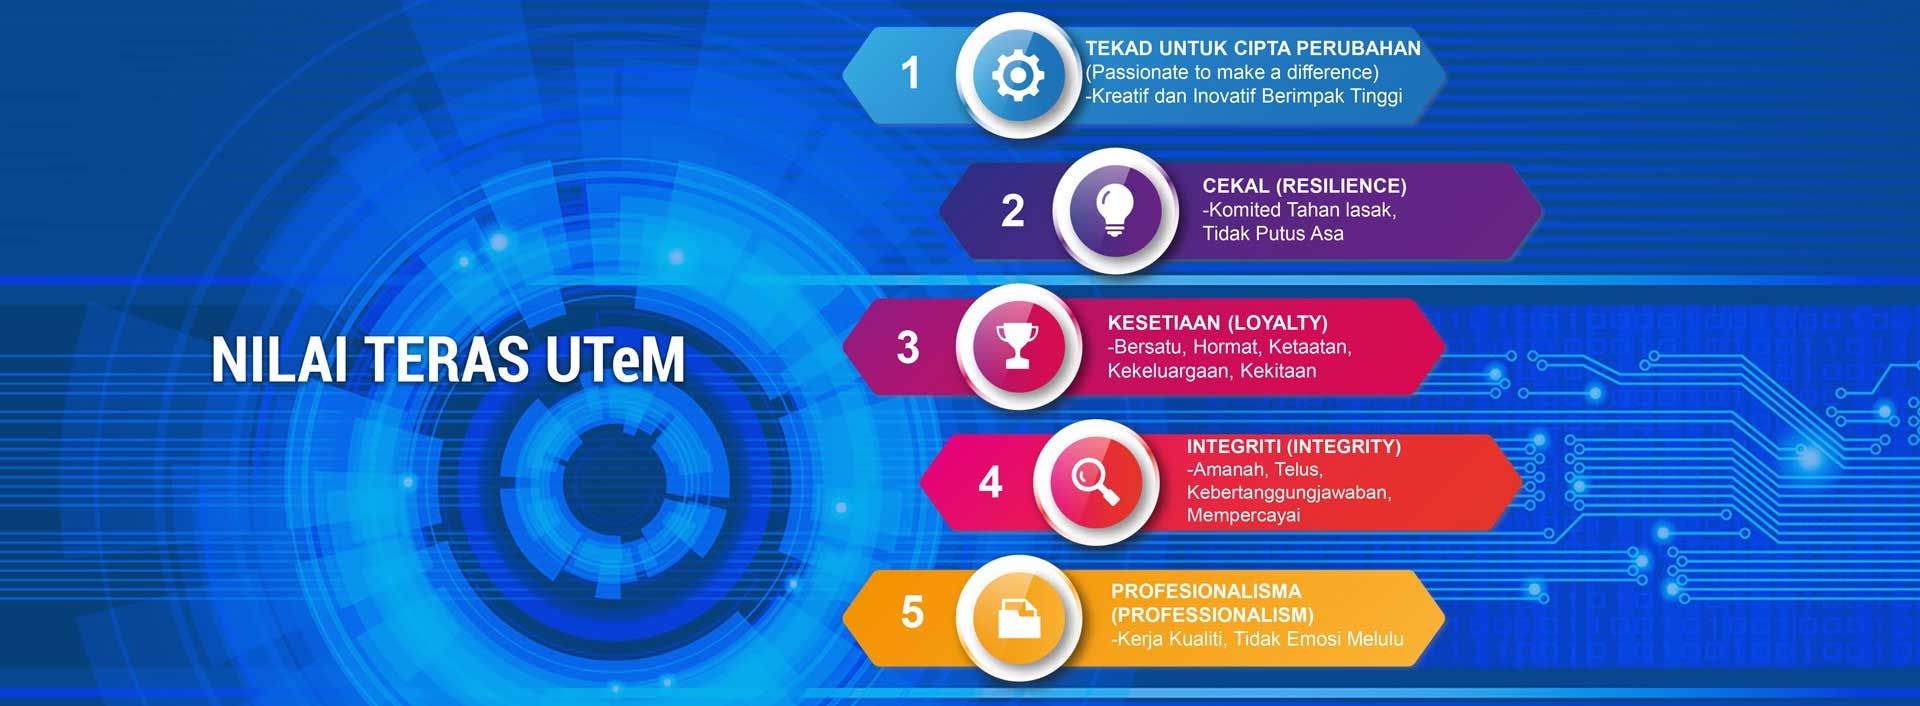 NILAI TERAS UTeM
1
TEKAD UNTUK CIPTA PERUBAHAN
(Passionate to make a difference)
-Kreatif dan Inovatif Berimpak Tinggi
2
CEKAL (RESILIENCE)
-Komited Tahan lasak,
Tidak Putus Asa
3
KESETIAAN (LOYALTY)
-Bersatu, Hormat, Ketaatan,
Kekeluargaan, Kekitaan
4
INTEGRITI (INTEGRITY)
-Amanah, Telus,
Kebertanggungjawaban,
Mempercayai
5
PROFESIONALISMA
(PROFESSIONALISM)
-Kerja Kualiti, Tidak Emosi Melulu